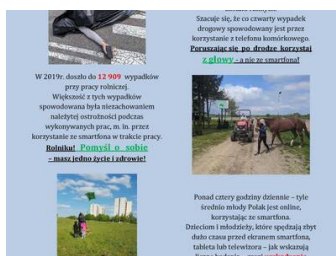 W 2019r. doszło do 12 909 wypadków
przy pracy rolniczej.
Większość z tych wypadków
spowodowana była niezachowaniem
należytej ostrożności podczas
wykonywanych prac, m. in. przez
korzystanie ze smartfona w trakcie pracy.
Rolniku! Pomyśl o sobie
– masz jedno życie i zdrowie!
Szacuje się, że co czwarty wypadek
drogowy spowodowany jest przez
korzystanie z telefonu komórkowego.
Poruszając się po drodze korzystaj
z głowy – a nie ze smartfona!
Ponad cztery godziny dziennie – tyle
średnio młody Polak jest online,
korzystając ze smartfona.
Dzieciom i młodzieży, które spędzają zbyt
dużo czasu przed ekranem smartfona,
tableta lub telewizora – jak wskazują